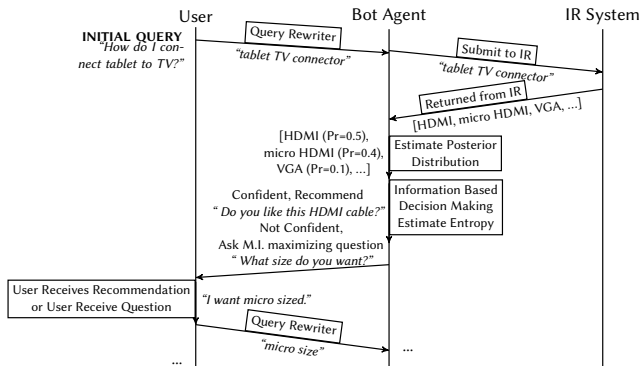 User
Bot Agent
IR System
INITIAL QUERY
“How do I con-
nect tablet to TV?”
Query Rewriter
“tablet TV connector”
Submit to IR
“tablet TV connector”
Returned from IR
[HDMI, micro HDMI, VGA, ...]
[HDMI (Pr=0.5),
micro HDMI (Pr=0.4),
VGA (Pr=0.1), ...]
Estimate Posterior
Distribution
Confident, Recommend
“ Do you like this HDMI cable?”
Not Confident,
Ask M.I. maximizing question
“ What size do you want?”
Information Based
Decision Making
Estimate Entropy
User Receives Recommendation
or User Receive Question
“I want micro sized.”
Query Rewriter
“micro size”
...
...